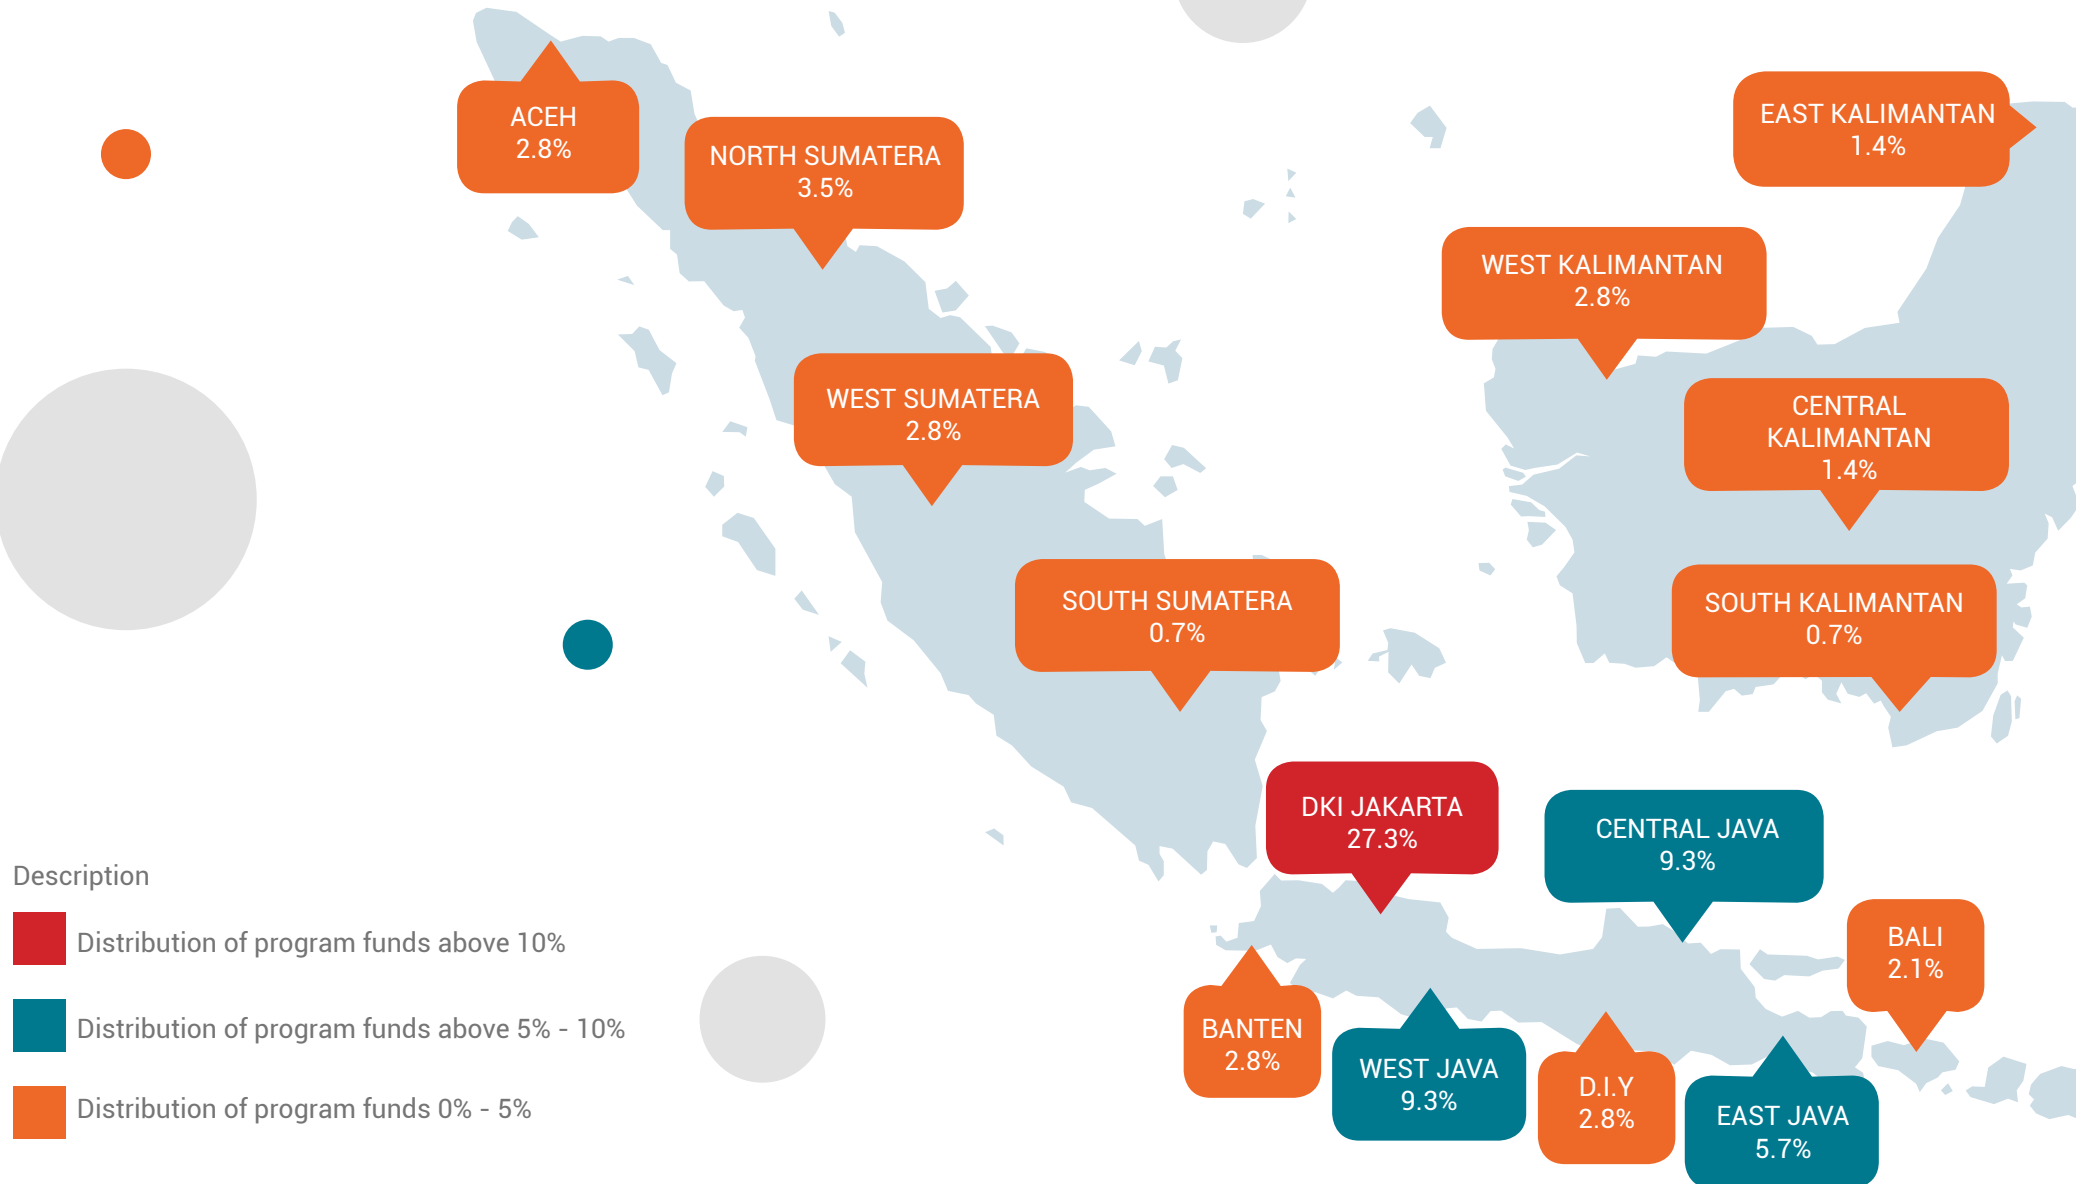 ACEH
2.8%
NORTH SUMATERA
3.5%
EAST KALIMANTAN
1.4%
WEST KALIMANTAN
2.8%
WEST SUMATERA
2.8%
CENTRAL
KALIMANTAN
1.4%
SOUTH SUMATERA
0.7%
SOUTH KALIMANTAN
0.7%
DKI JAKARTA
27.3%
CENTRAL JAVA
9.3%
BALI
2.1%
BANTEN
2.8%
WEST JAVA
9.3%
D.I.Y
2.8%
EAST JAVA
5.7%
Description
Distribution of program funds above 10%
Distribution of program funds above 5% - 10%
Distribution of program funds 0% - 5%